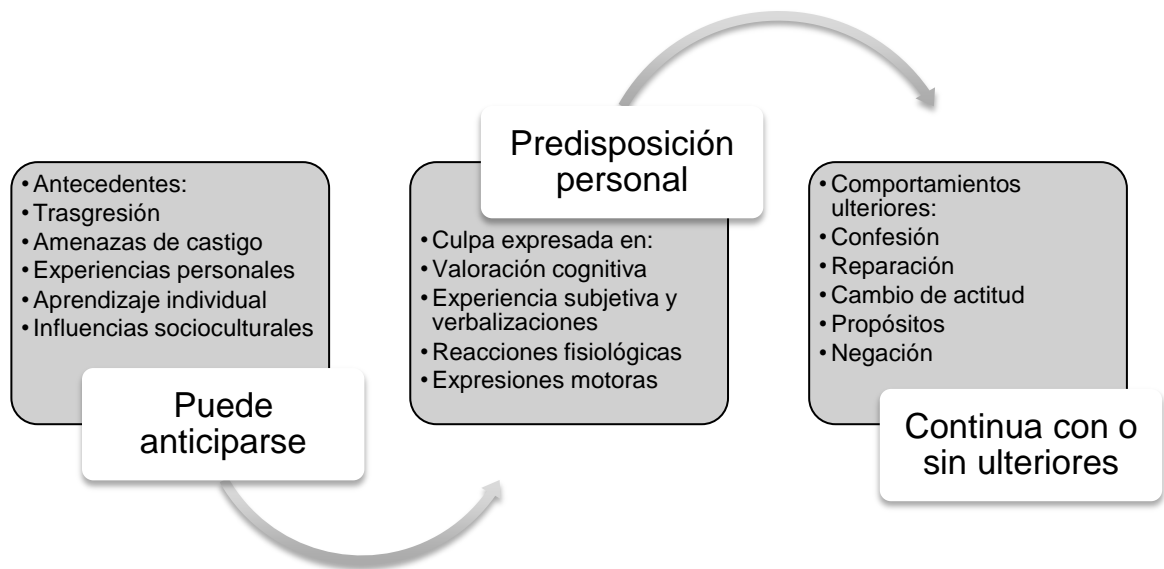 • Antecedentes:
• Trasgresión
• Amenazas de castigo
• Experiencias personales
• Aprendizaje individual
• Influencias socioculturales
Puede
anticiparse
Predisposición
personal
• Culpa expresada en:
• Valoración cognitiva
• Experiencia subjetiva y
verbalizaciones
• Reacciones fisiológicas
• Expresiones motoras
• Comportamientos
ulteriores:
• Confesión
• Reparación
• Cambio de actitud
• Propósitos
• Negación
Continua con o
sin ulteriores